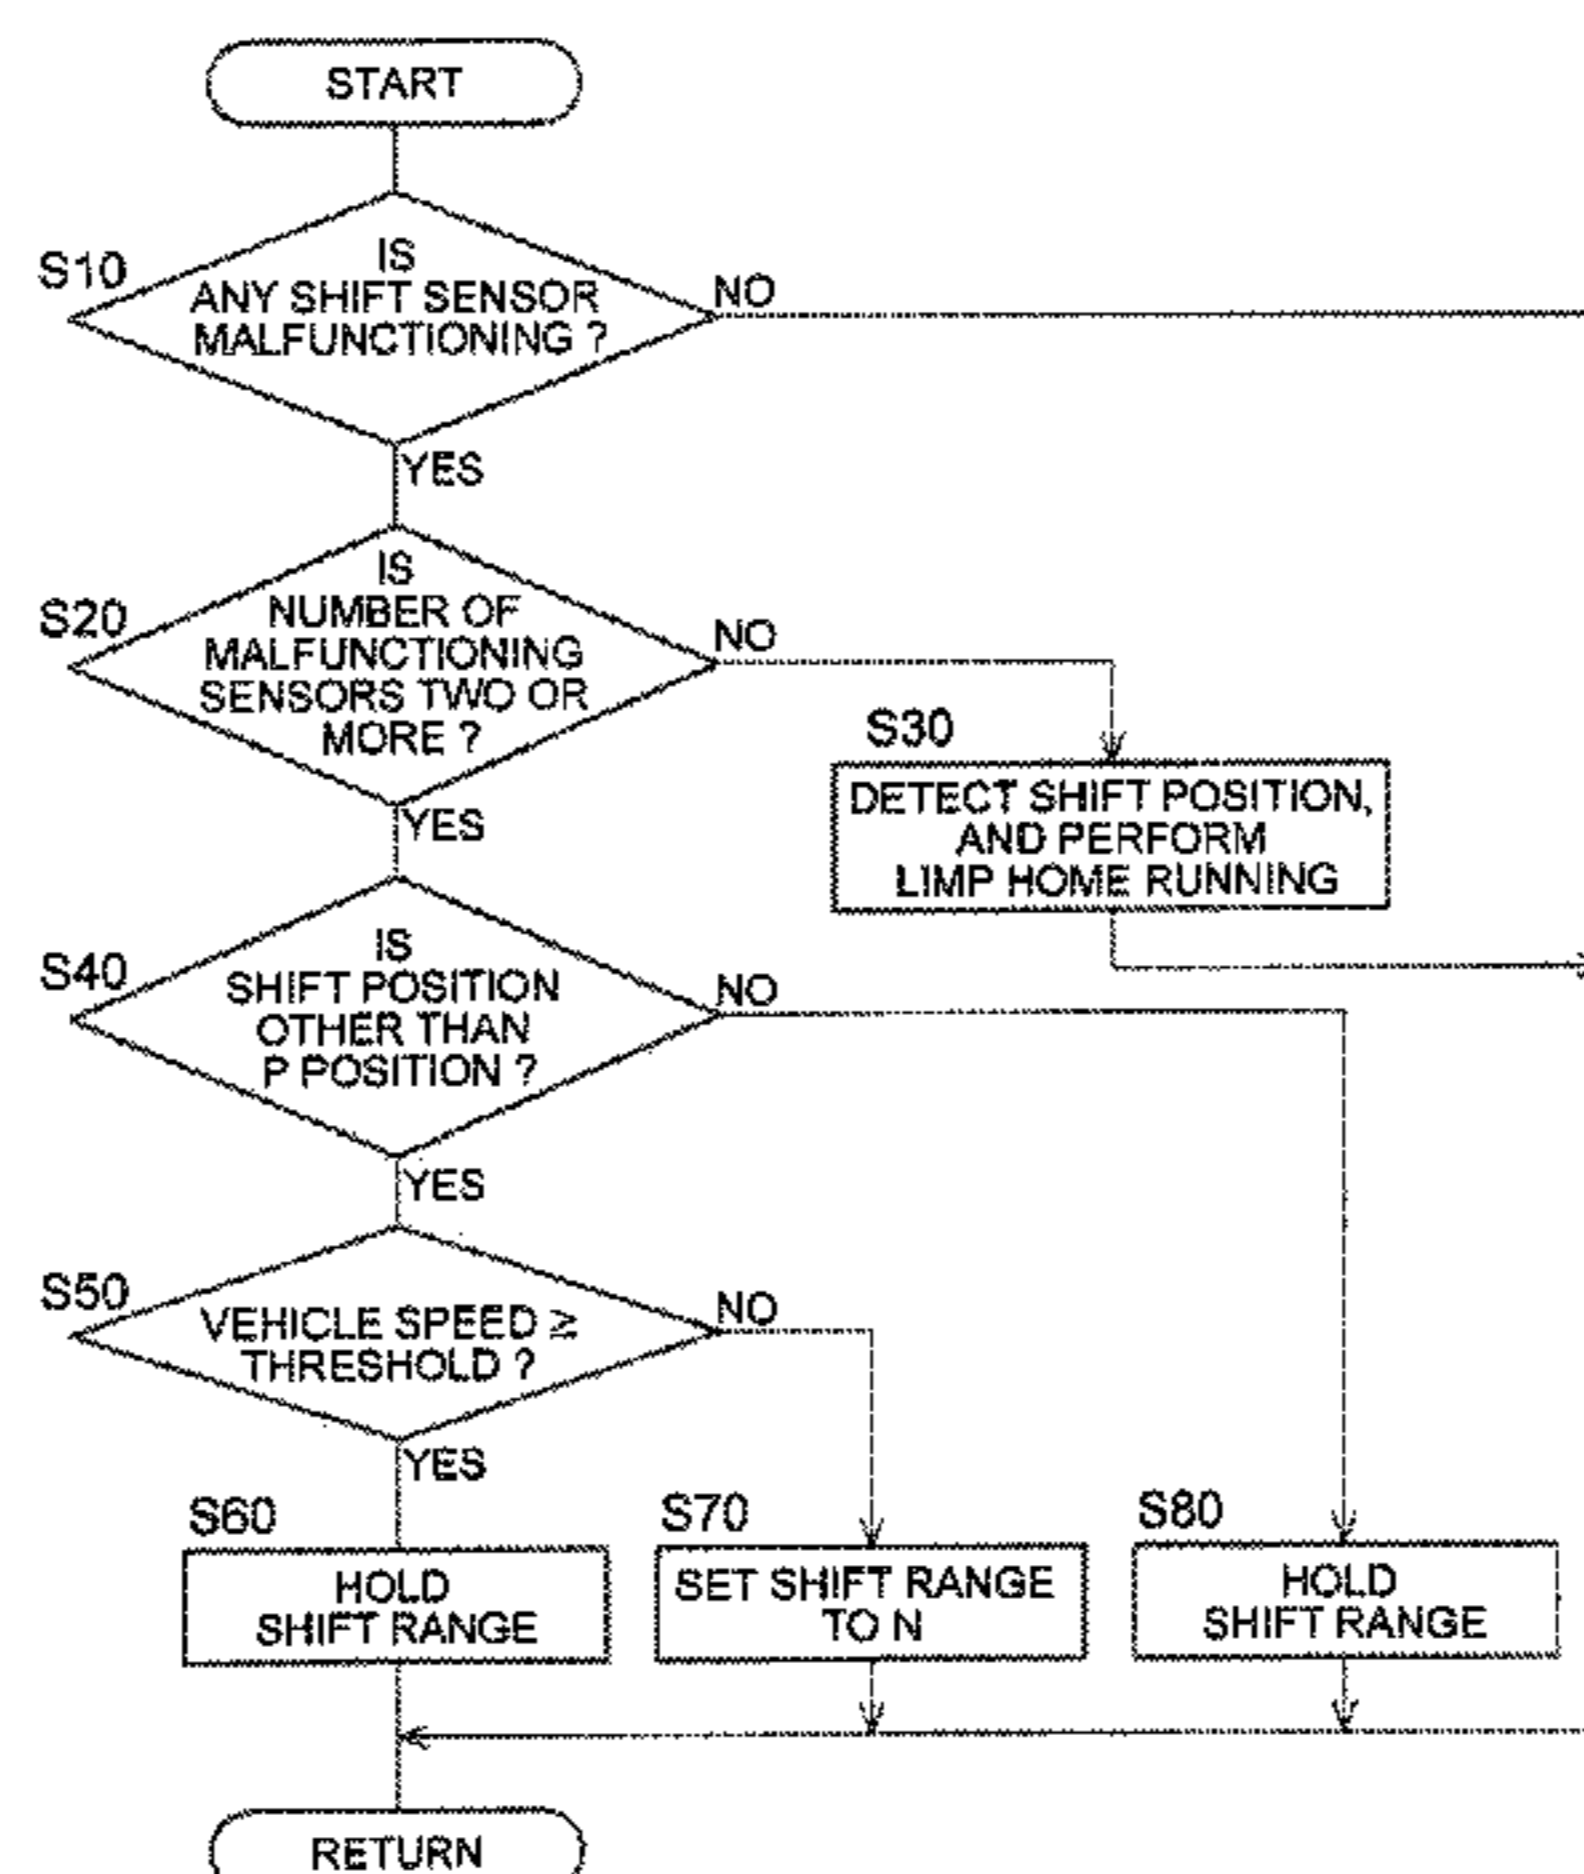 START
S10
IS
ANY SHIFT SENSOR
MALFUNCTIONING ?
NO
YES
S20
IS
NUMBER OF
MALFUNCTIONING
SENSORS TWO OR
MORE ?
NO
YES
S30
DETECT SHIFT POSITION,
AND PERFORM
LIMP HOME RUNNING
S40
IS
SHIFT POSITION
OTHER THAN
P POSITION ?
NO
YES
S50
VEHICLE SPEED ≥
THRESHOLD ?
NO
YES
S60
HOLD
SHIFT RANGE
S70
SET SHIFT RANGE
TO N
S80
HOLD
SHIFT RANGE
RETURN